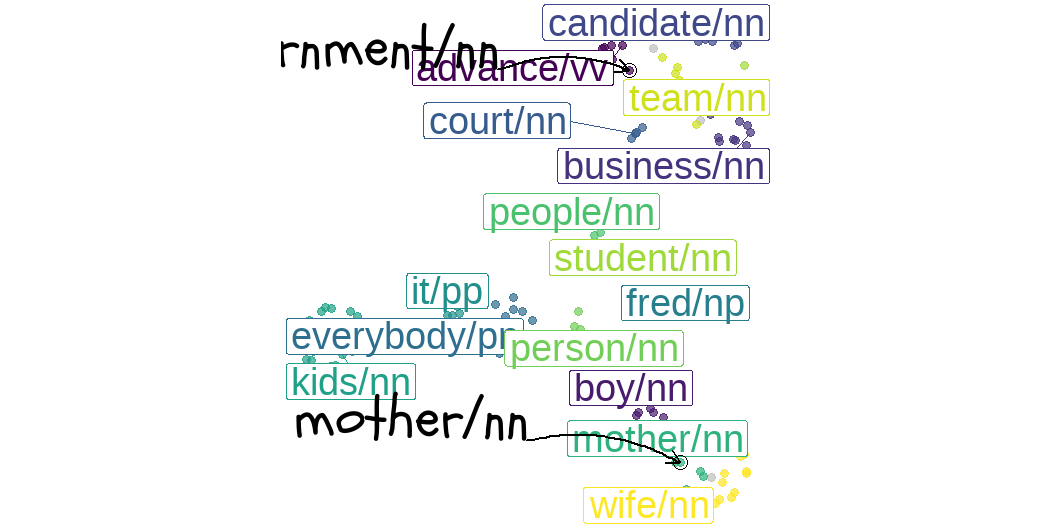 candidate/nn
rnment/nn
advance/vv
team/nn
court/nn
business/nn
people/nn
student/nn
it/pp
fred/np
everybody/pn
person/nn
kids/nn
boy/nn
mother/nn
mother/nn
wife/nn